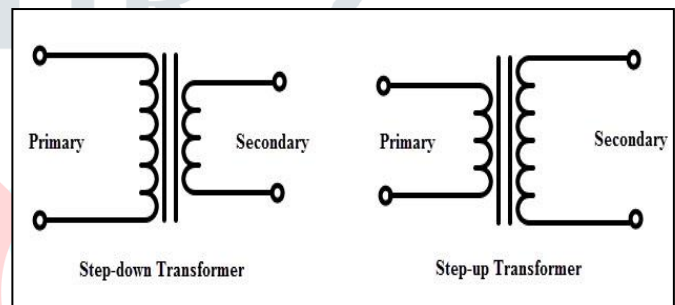 Primary
Secondary
Step-down Transformer
Primary
Secondary
Step-up Transformer